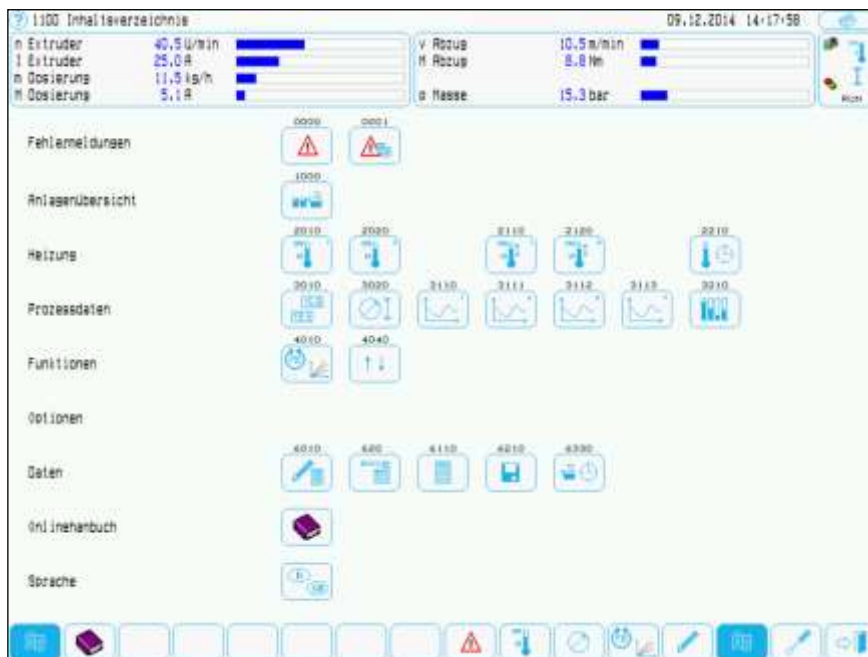 ? 1100 Inhaltsverzeichnis 09.12.2014 14:17:58
n Extruder 40.5 U/min v Abzug 10.5 m/min
I Extruder 25.0 A M Abzug 8.8 Nm
m Dosierung 11.5 kg/h
M Dosierung 5.1 A p Masse 15.3 bar
0000 0001
Fehlermeldungen
1000
Anlagenübersicht
2010 2020 2110 2120 2210
Heizung
3010 3020 3110 3111 3112 3113 3210
Prozessdaten
4010 4040
Funktionen
Optionen
6010 620 6110 6210 6300
Daten
Onlinehanbuch
Sprache